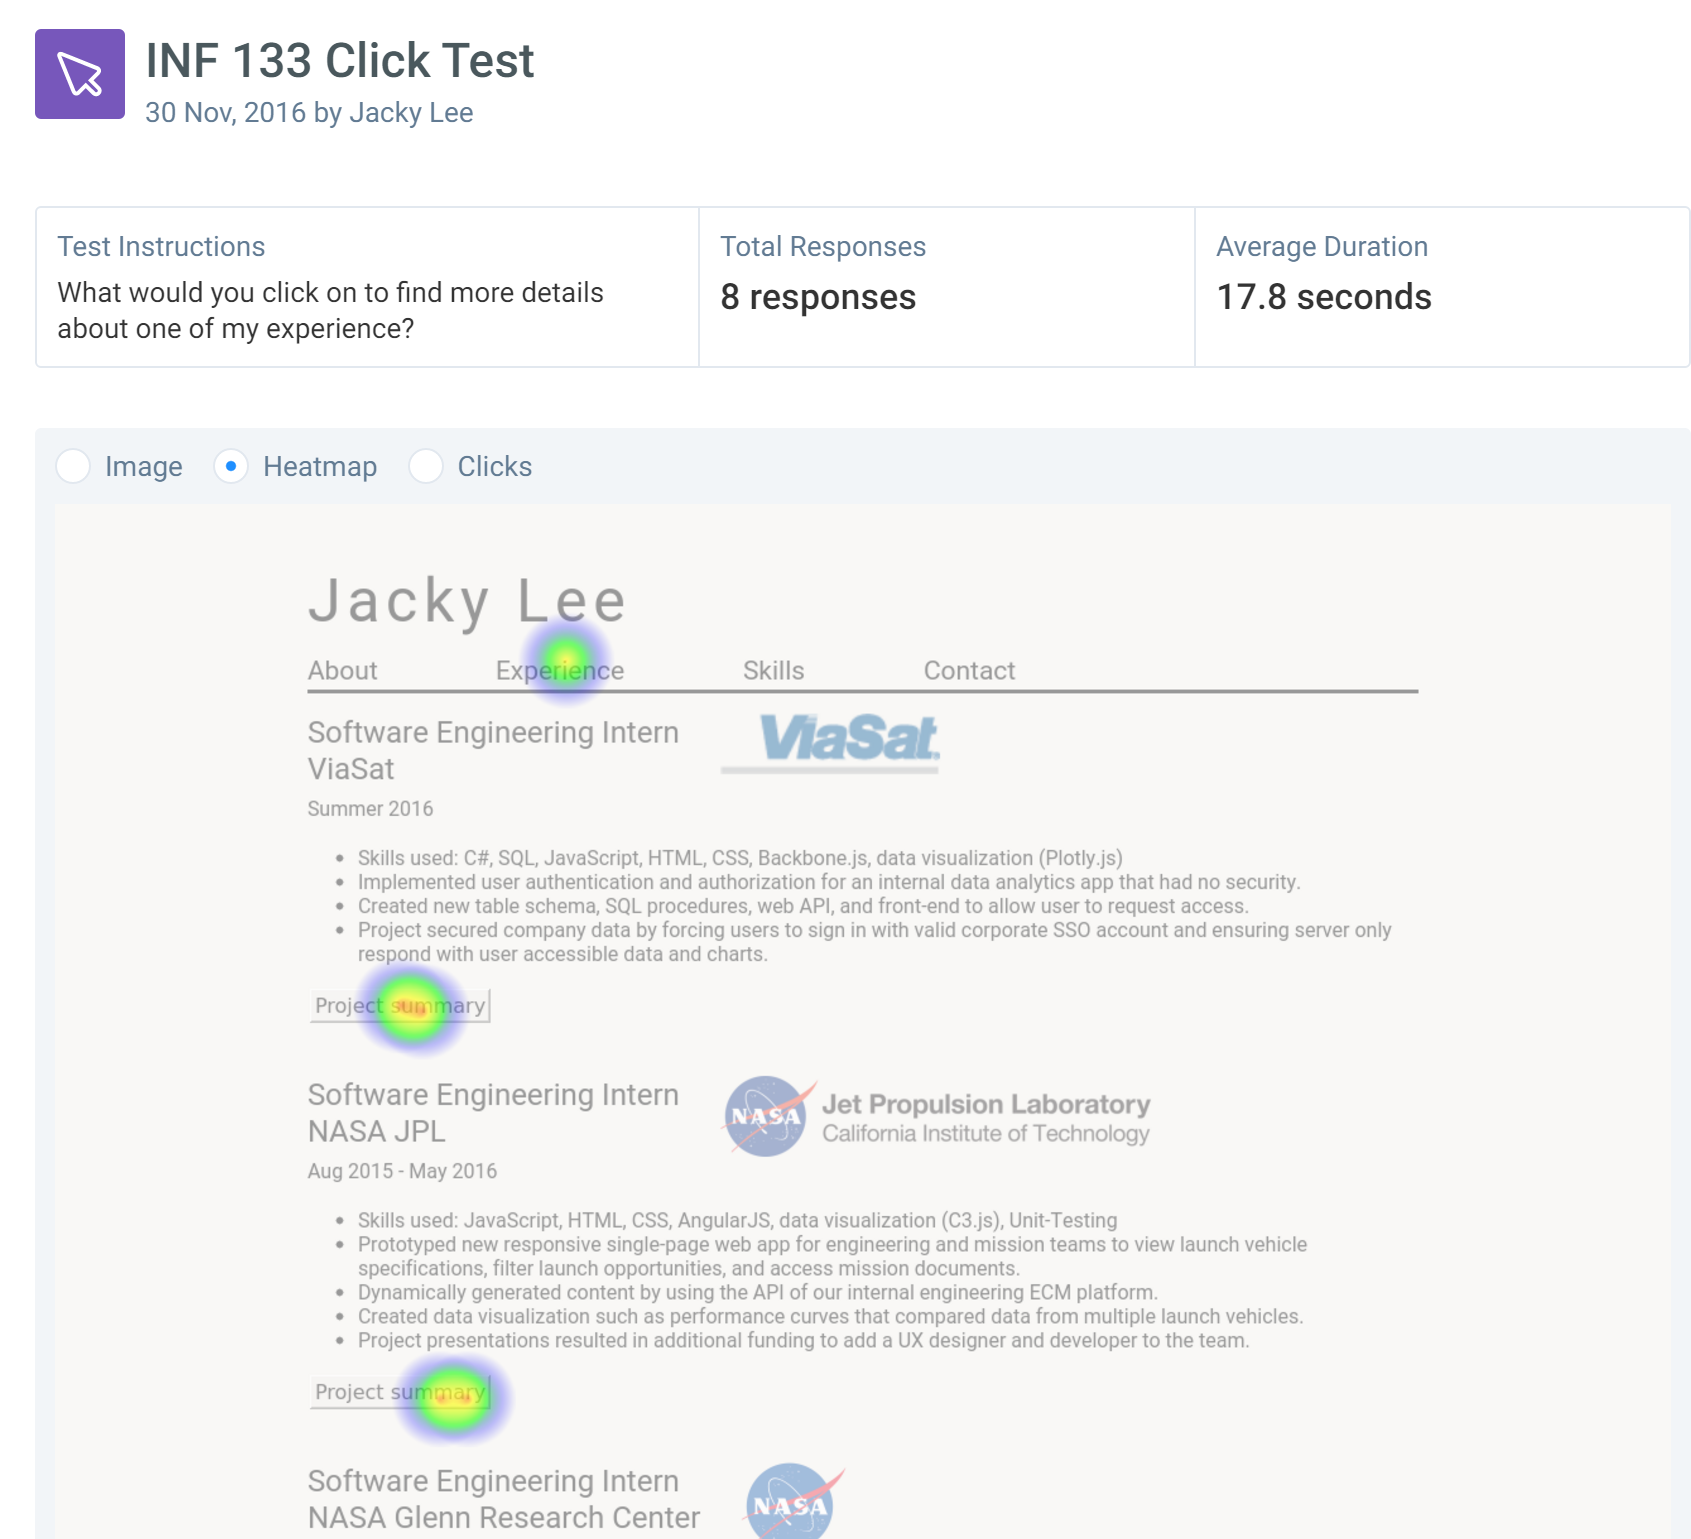 INF 133 Click Test
30 Nov, 2016 by Jacky Lee
Test Instructions
What would you click on to find more details
about one of my experience?
Total Responses
8 responses
Average Duration
17.8 seconds
Image
Heatmap
Clicks
Jacky Lee
About
Experience
Skills
Contact
Software Engineering Intern
ViaSat
ViaSat
Summer 2016
• Skills used: C#, SQL, JavaScript, HTML, CSS, Backbone.js, data visualization (Plotly.js)
• Implemented user authentication and authorization for an internal data analytics app that had no security.
• Created new table schema, SQL procedures, web API, and front-end to allow user to request access.
• Project secured company data by forcing users to sign in with valid corporate SSO account and ensuring server only
respond with user accessible data and charts.
Project summary
Software Engineering Intern
NASA JPL
NASA
Jet Propulsion Laboratory
California Institute of Technology
Aug 2015 - May 2016
• Skills used: JavaScript, HTML, CSS, AngularJS, data visualization (C3.js), Unit-Testing
• Prototyped new responsive single-page web app for engineering and mission teams to view launch vehicle
specifications, filter launch opportunities, and access mission documents.
• Dynamically generated content by using the API of our internal engineering ECM platform.
• Created data visualization such as performance curves that compared data from multiple launch vehicles.
• Project presentations resulted in additional funding to add a UX designer and developer to the team.
Project summary
Software Engineering Intern
NASA Glenn Research Center
NASA